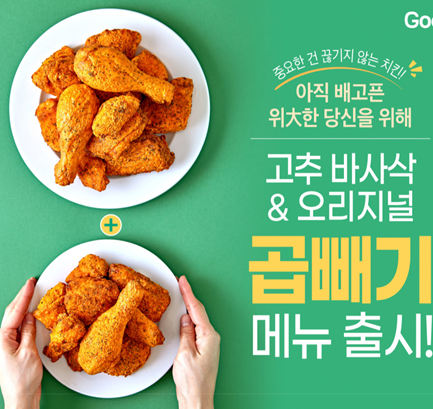 Goo
중요한 건 끊기지 않는 치킨!!
아직 배고픈
위大한 당신을 위해
고추 바사삭
& 오리지널
곱빼기
메뉴 출시!